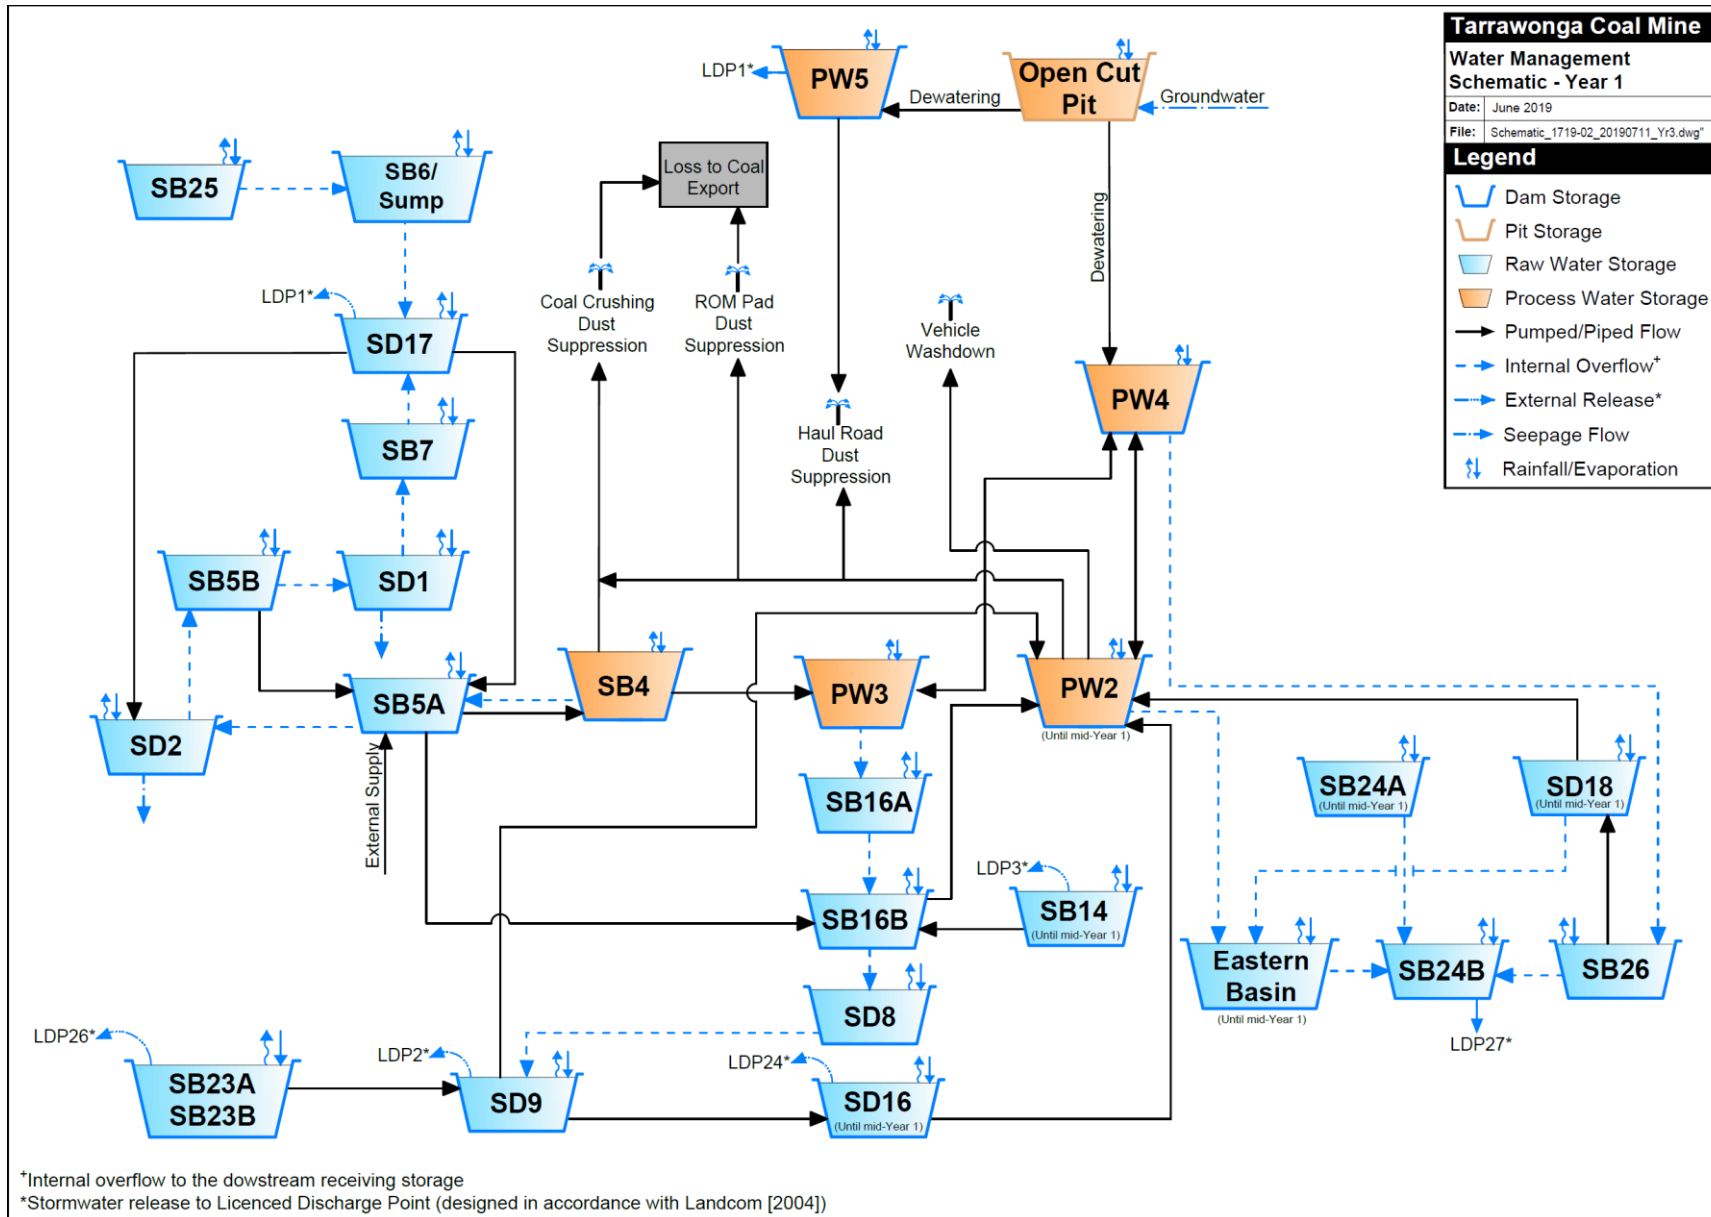 Tarrawonga Coal Mine
Water Management
Schematic - Year 1
Date: June 2019
File: Schematic_1719-02_20190711_Yr3.dwg"
Legend
Dam Storage
Pit Storage
Raw Water Storage
Process Water Storage
Pumped/Piped Flow
Internal Overflow+
External Release*
Seepage Flow
Rainfall/Evaporation
LDP1*
PW5
Dewatering
Open Cut
Pit
Groundwater
SB25
SB6/
Sump
Loss to Coal
Export
Dewatering
LDP1*
SD17
Coal Crushing
Dust
Suppression
ROM Pad
Dust
Suppression
Vehicle
Washdown
PW4
SB7
Haul Road
Dust
Suppression
SB5B
SD1
SB5A
SB4
PW3
PW2
(Until mid-Year 1)
SD2
External Supply
SB16A
SB24A
(Until mid-Year 1)
SD18
(Until mid-Year 1)
LDP3*
SB16B
SB14
(Until mid-Year 1)
Eastern
Basin
(Until mid-Year 1)
SB24B
SB26
SD8
LDP27*
LDP26*
SB23A
SB23B
LDP2*
SD9
LDP24*
SD16
(Until mid-Year 1)
+Internal overflow to the dowstream receiving storage
*Stormwater release to Licenced Discharge Point (designed in accordance with Landcom [2004])